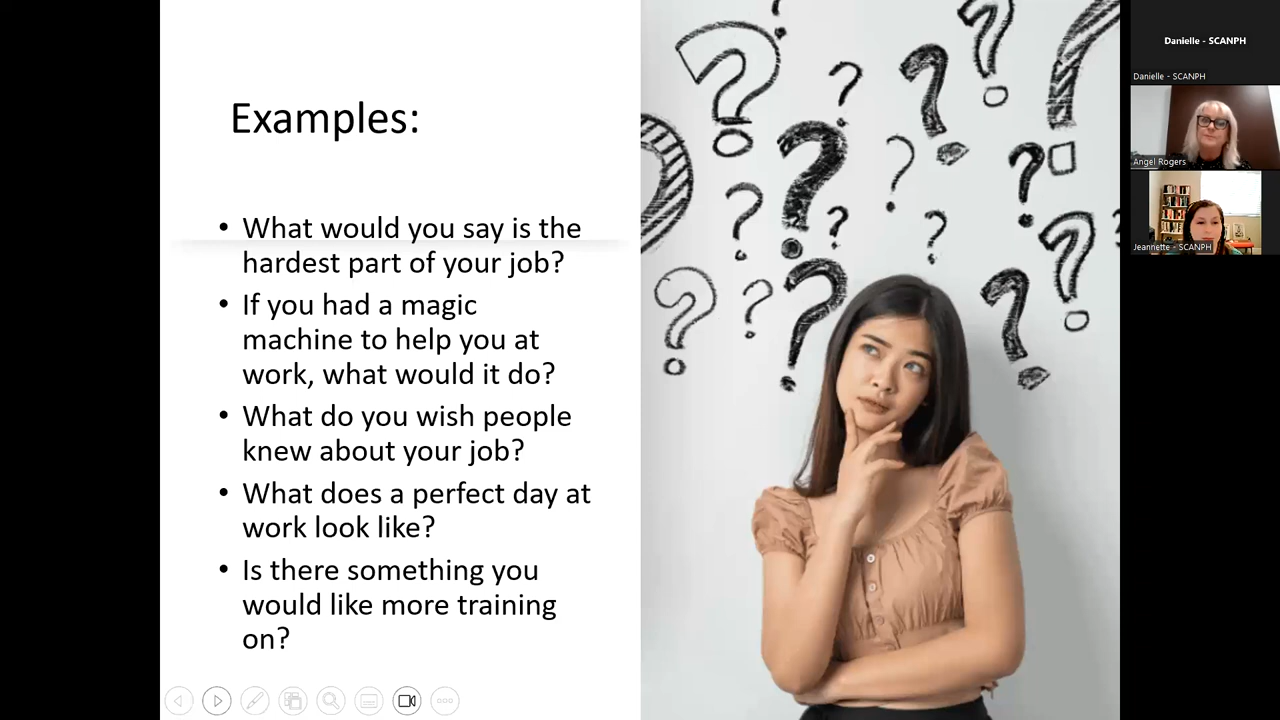 Examples:
• What would you say is the
hardest part of your job?
• If you had a magic
machine to help you at
work, what would it do?
• What do you wish people
knew about your job?
• What does a perfect day at
work look like?
• Is there something you
would like more training
on?
Danielle - SCANPH
Danielle - SCANPH
Angel Rogers
Jeannette - SCANPH